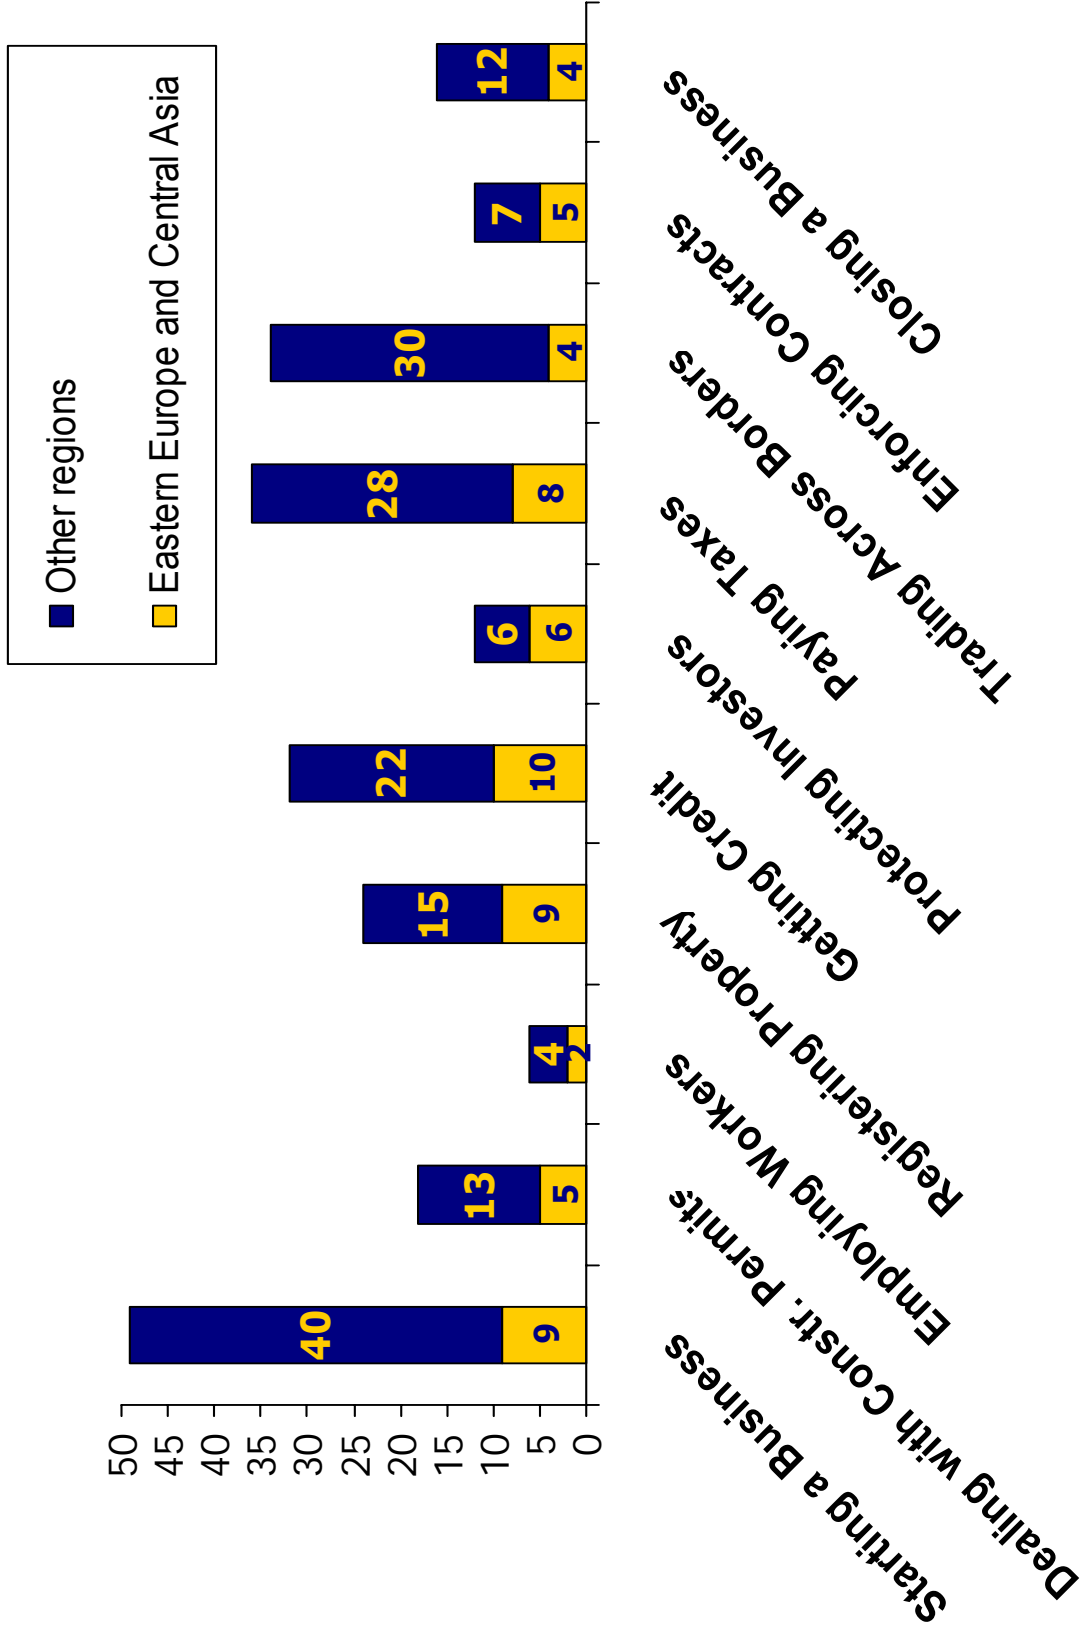 Other regions
Eastern Europe and Central Asia
50
45
40
35
30
25
20
15
10
5
0
40
9
13
5
4
2
15
9
22
10
6
6
28
8
30
4
7
5
12
4
Starting a Business
Dealing with Constr. Permits
Employing Workers
Registering Property
Getting Credit
Protecting Investors
Paying Taxes
Trading Across Borders
Enforcing Contracts
Closing a Business